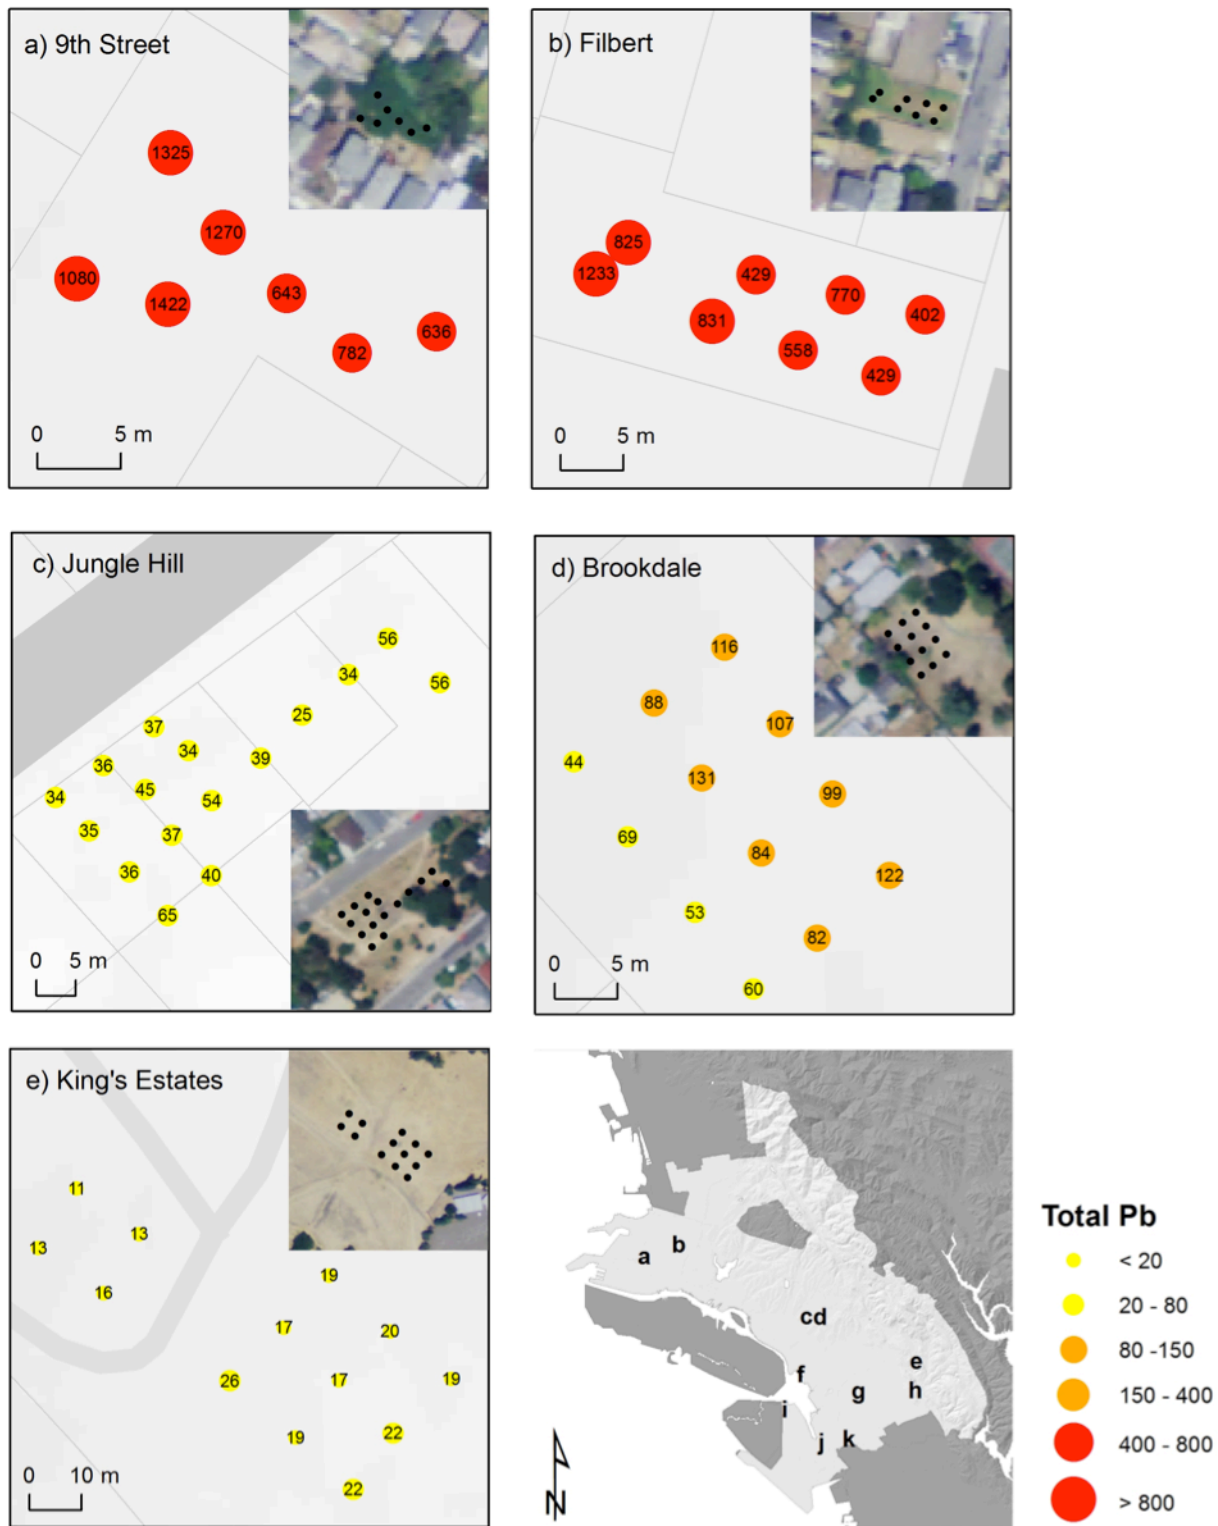 a) 9th Street
1325
1270
1080
1422
643
782
636
0 5 m
b) Filbert
825
1233
429
770
402
831
558
429
0 5 m
c) Jungle Hill
56
34
56
25
37
34
39
36
45
54
34
35
37
36
40
65
0 5 m
d) Brookdale
116
88
107
44
131
99
69
84
122
53
82
60
0 5 m
e) King's Estates
11
13
13
16
19
17
20
26
17
19
19
22
22
0 10 m
a b
cd
e
f
g h
i
j k
N
Total Pb
< 20
20 - 80
80 -150
150 - 400
400 - 800
> 800